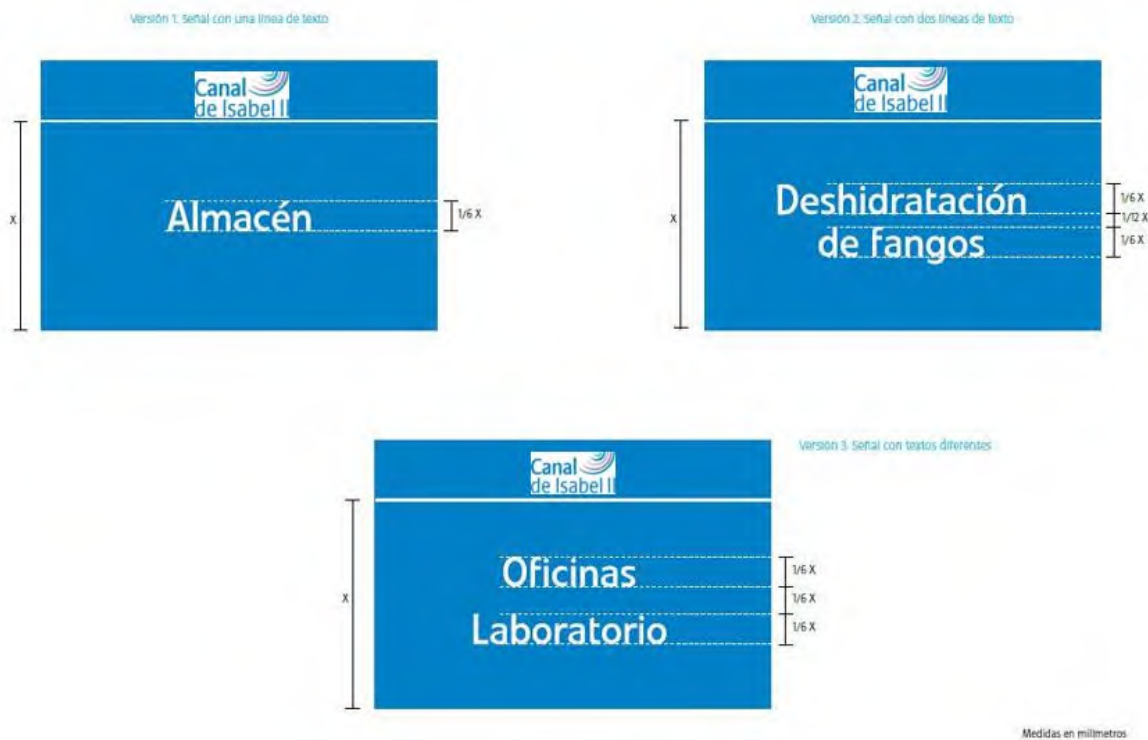 Versión 1. Señal con una línea de texto
Canal
de Isabel II
X
Almacén
1/6 X
Versión 2. Señal con dos líneas de texto
Canal
de Isabel II
X
Deshidratación
de fangos
1/6 X
1/12 X
1/6 X
Versión 3. Señal con textos diferentes
Canal
de Isabel II
X
Oficinas
Laboratorio
1/6 X
1/6 X
1/6 X
Medidas en milímetros